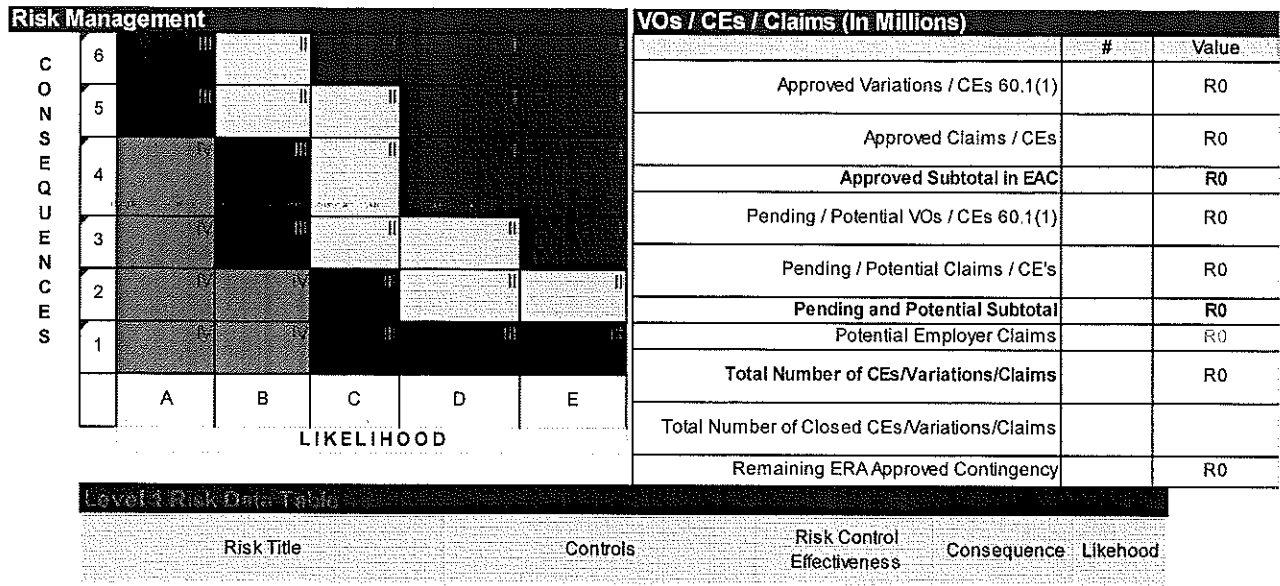 Risk Management
VOs / CEs / Claims (In Millions)
# Value
CONSEQUENCES
6 III II I I I
5 III II II I I
4 III II I
3 IV III II II
2 IV IV III II II
1 IV IV III III III
A B C D E
LIKELIHOOD
Approved Variations / CEs 60.1(1) R0
Approved Claims / CEs R0
Approved Subtotal in EAC R0
Pending / Potential VOs / CEs 60.1(1) R0
Pending / Potential Claims / CE's R0
Pending and Potential Subtotal R0
Potential Employer Claims R0
Total Number of CEs/Variations/Claims R0
Total Number of Closed CEs/Variations/Claims
Remaining ERA Approved Contingency R0
Risk Data Table
Risk Title
Controls
Risk Control
Effectiveness
Consequence
Likehood